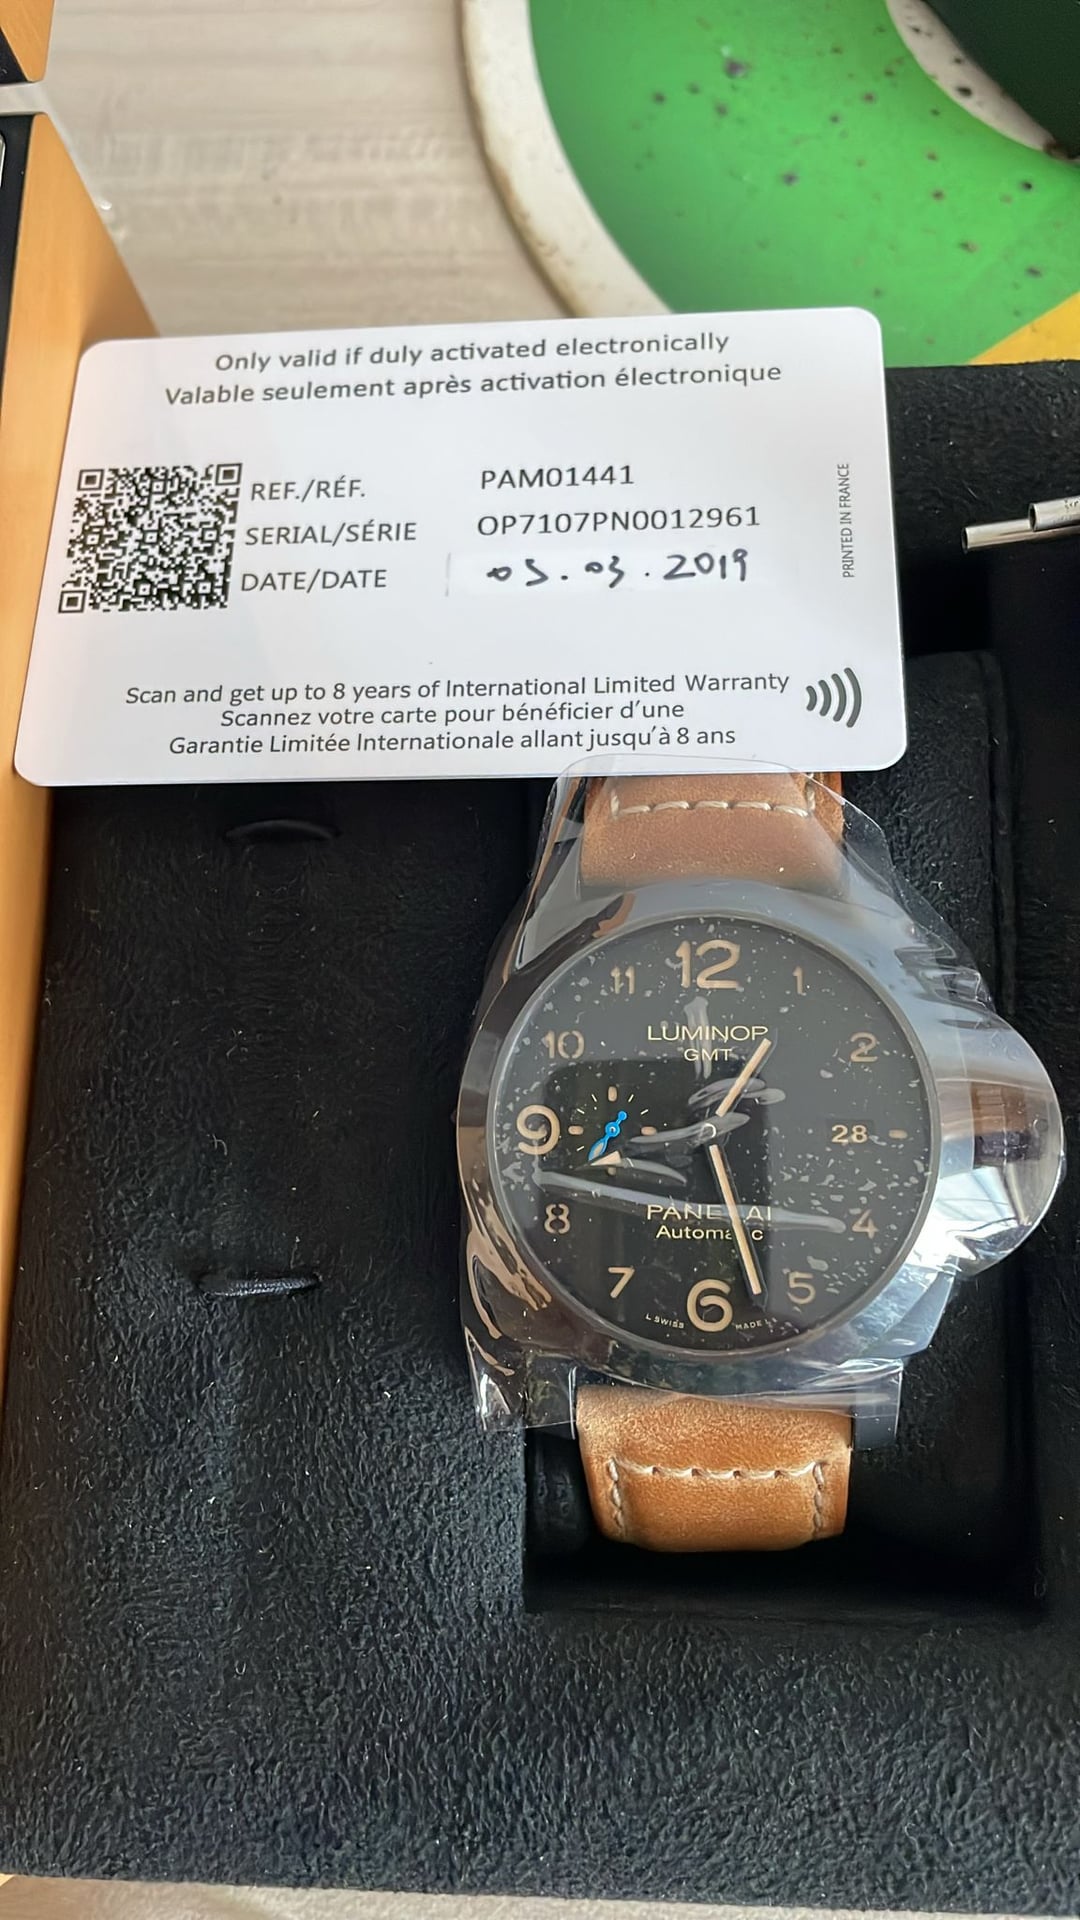 Only valid if duly activated electronically
Valable seulement après activation électronique
REF./RÉF. PAM01441
SERIAL/SÉRIE OP7107PN0012961
DATE/DATE 05.03.2019
PRINTED IN FRANCE
Scan and get up to 8 years of International Limited Warranty
Scannez votre carte pour bénéficier d'une
Garantie Limitée Internationale allant jusqu'à 8 ans
12
11 1
LUMINOR
GMT
10 2
9 28
PANERAI
Automatic
8 4
7 5
6
L SWISS MADE L